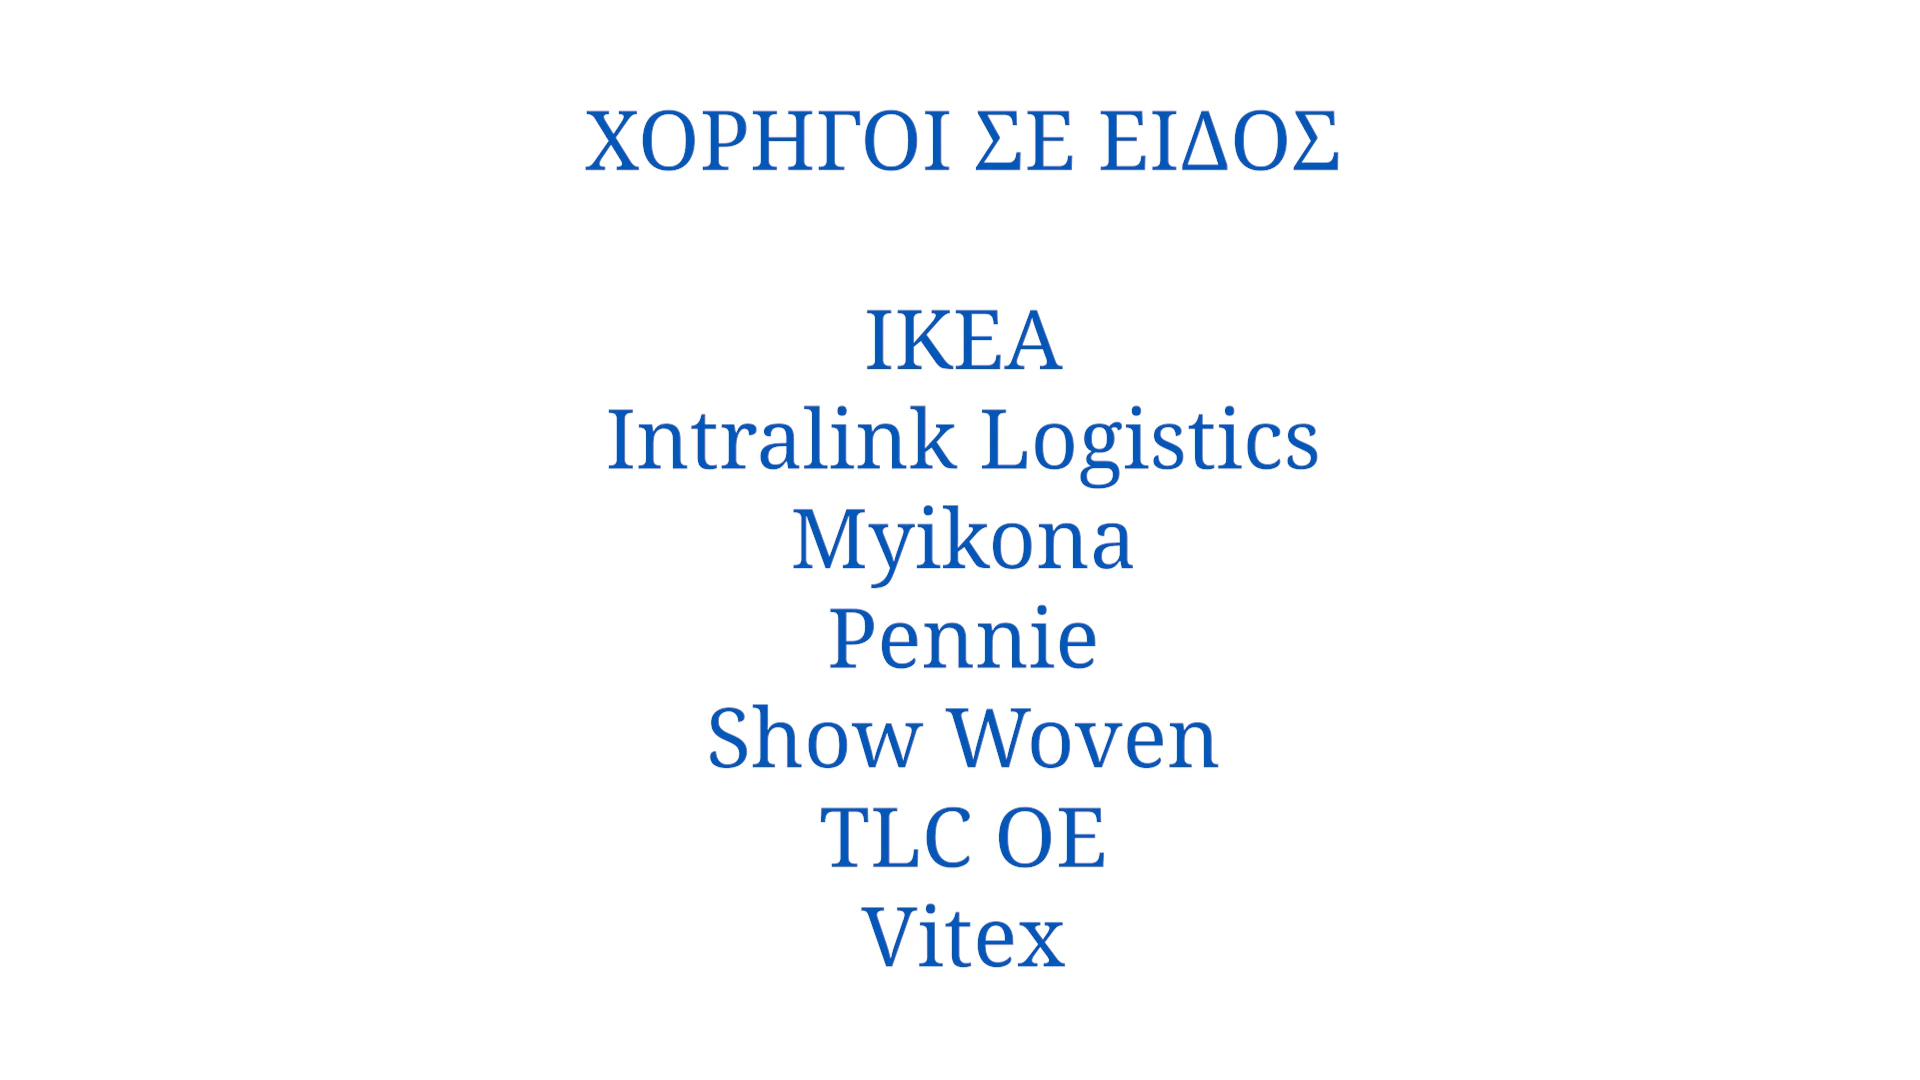 ΧΟΡΗΓΟΙ ΣΕ ΕΙΔΟΣ
IKEA
Intralink Logistics
Myikona
Pennie
Show Woven
TLC OE
Vitex